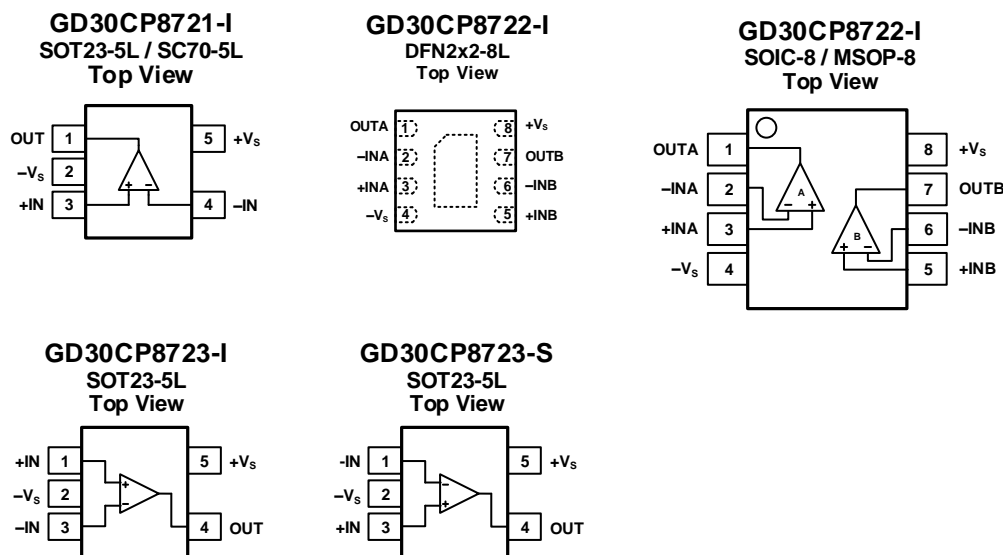 GD30CP8721-I
SOT23-5L / SC70-5L
Top View
OUT 1 5 +VS
–VS 2
+IN 3 4 –IN
+ –
GD30CP8722-I
DFN2x2-8L
Top View
OUTA 1 8 +VS
–INA 2 7 OUTB
+INA 3 6 –INB
–VS 4 5 +INB
GD30CP8722-I
SOIC-8 / MSOP-8
Top View
OUTA 1 8 +VS
–INA 2 7 OUTB
+INA 3 6 –INB
–VS 4 5 +INB
A
– +
B
+ –
GD30CP8723-I
SOT23-5L
Top View
+IN 1 5 +VS
–VS 2
–IN 3 4 OUT
+
–
GD30CP8723-S
SOT23-5L
Top View
-IN 1 5 +VS
–VS 2
+IN 3 4 OUT
–
+